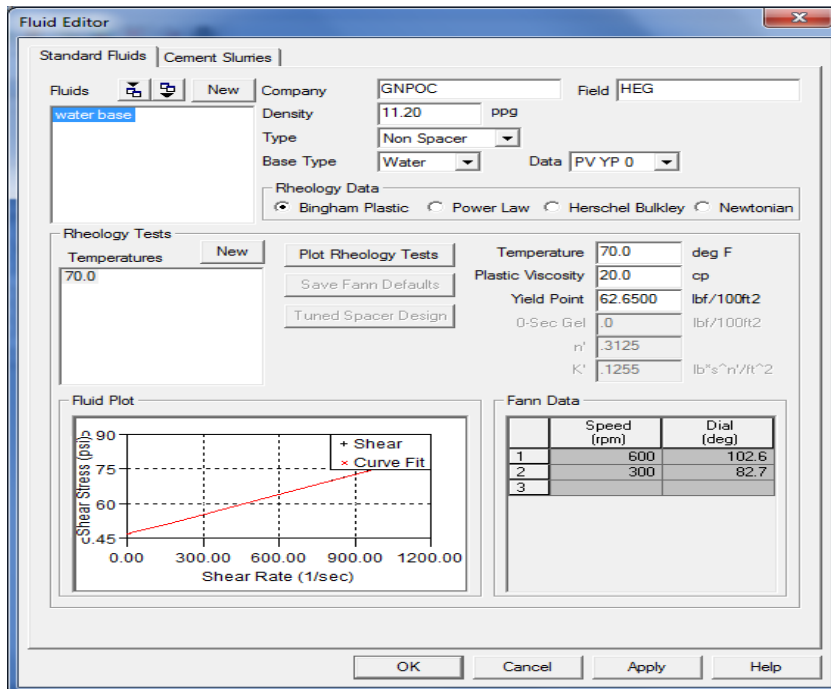 Fluid Editor
Standard Fluids Cement Slurries
Fluids New Company GNPOC Field HEG
water base
Density 11.20 ppg
Type Non Spacer
Base Type Water Data PV YP 0
Rheology Data
Bingham Plastic Power Law Herschel Bulkley Newtonian
Rheology Tests
Temperatures New
70.0
Plot Rheology Tests
Save Fann Defaults
Tuned Spacer Design
Temperature 70.0 deg F
Plastic Viscosity 20.0 cp
Yield Point 62.6500 lbf/100ft2
0-Sec Gel .0 lbf/100ft2
n' .3125
K' .1255 lb*s^n'/ft^2
Fluid Plot
Shear Stress (psi)
90
75
60
0.45
+ Shear
× Curve Fit
0.00 300.00 600.00 900.00 1200.00
Shear Rate (1/sec)
Fann Data
Speed (rpm) Dial (deg)
1 600 102.6
2 300 82.7
3
OK Cancel Apply Help